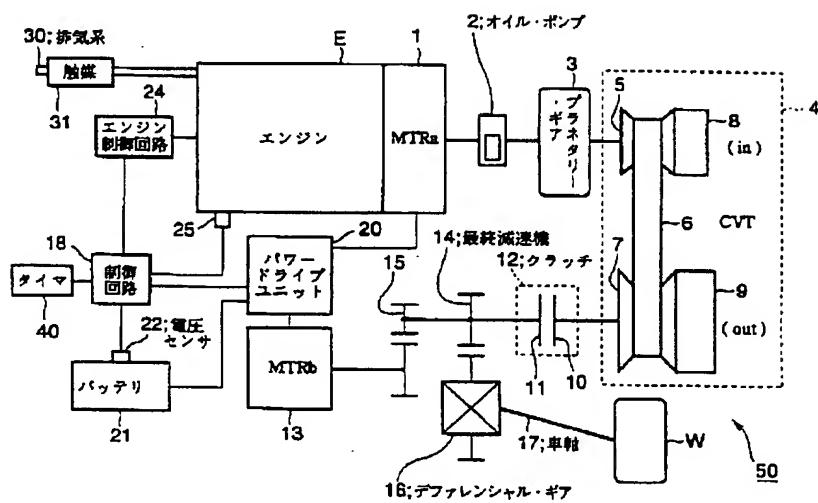 E
1
2;オイル・ポンプ
30;排気系
触媒
31
24
エンジン
制御回路
エンジン
MTRa
3
プラネタリー
・ギア
5
8
(in)
4
6
CVT
25
20
14;最終減速機
18
制御
回路
パワー
ドライブ
ユニット
15
12;クラッチ
7
9
(out)
タイマ
40
22;電圧
センサ
バッテリ
21
MTRb
13
11
10
17;車軸
W
50
16;デファレンシャル・ギア